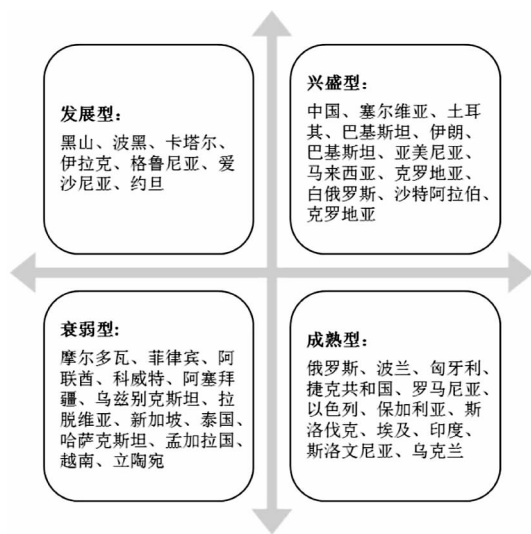 发展型：
黑山、波黑、卡塔尔、
伊拉克、格鲁尼亚、爱
沙尼亚、约旦
兴盛型：
中国、塞尔维亚、土耳
其、巴基斯坦、伊朗、
巴基斯坦、亚美尼亚、
马来西亚、克罗地亚、
白俄罗斯、沙特阿拉伯、
克罗地亚
衰弱型：
摩尔多瓦、菲律宾、阿
联酋、科威特、阿塞拜
疆、乌兹别克斯坦、拉
脱维亚、新加坡、泰国、
哈萨克斯坦、孟加拉国、
越南、立陶宛
成熟型：
俄罗斯、波兰、匈牙利、
捷克共和国、罗马尼亚、
以色列、保加利亚、斯
洛伐克、埃及、印度、
斯洛文尼亚、乌克兰